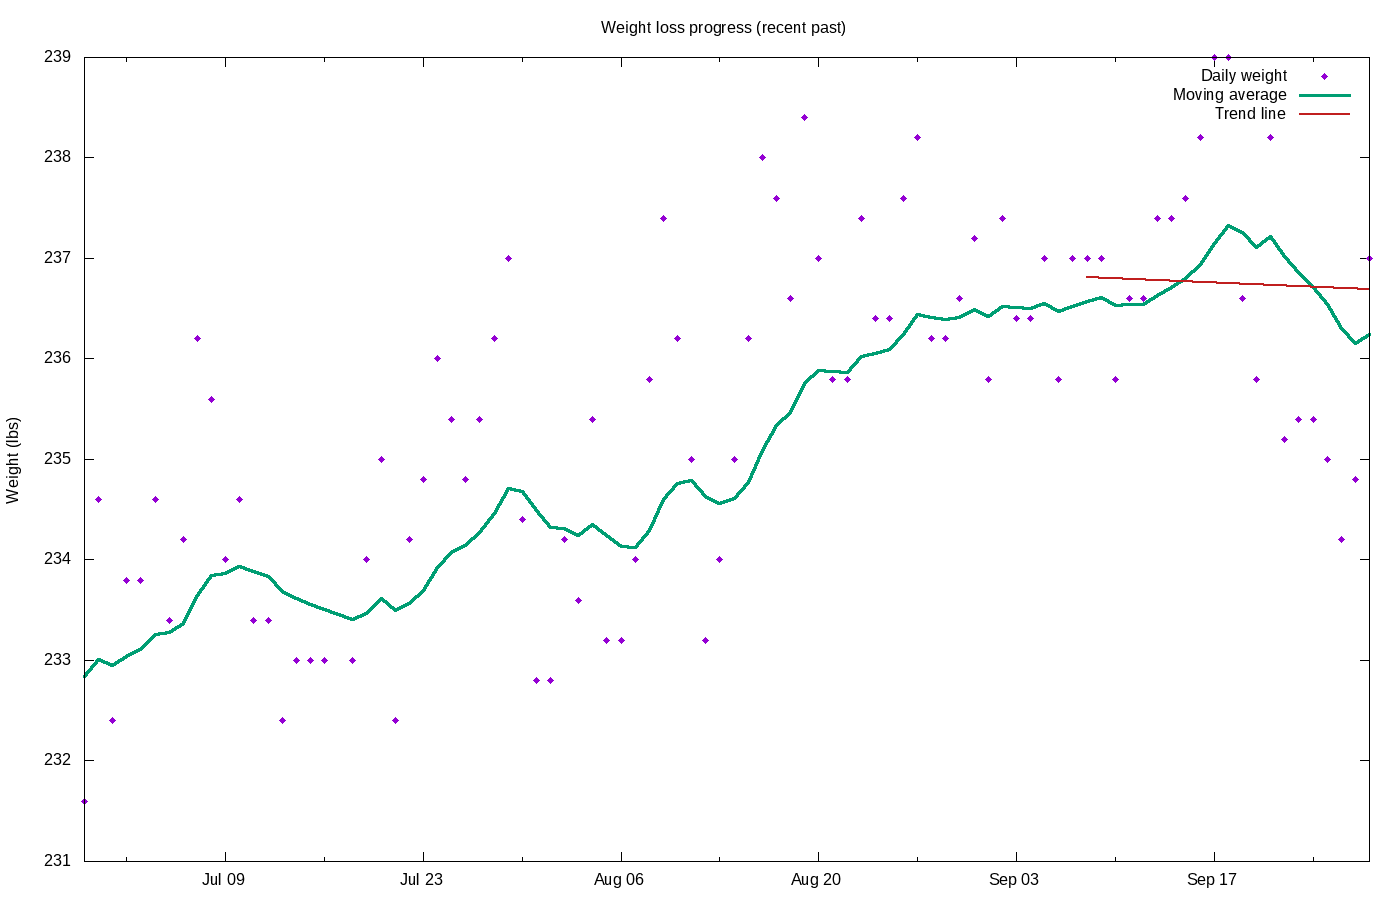 Weight loss progress (recent past)
239
238
237
236
235
234
233
232
231
Weight (lbs)
Daily weight
Moving average
Trend line
Jul 09 Jul 23 Aug 06 Aug 20 Sep 03 Sep 17